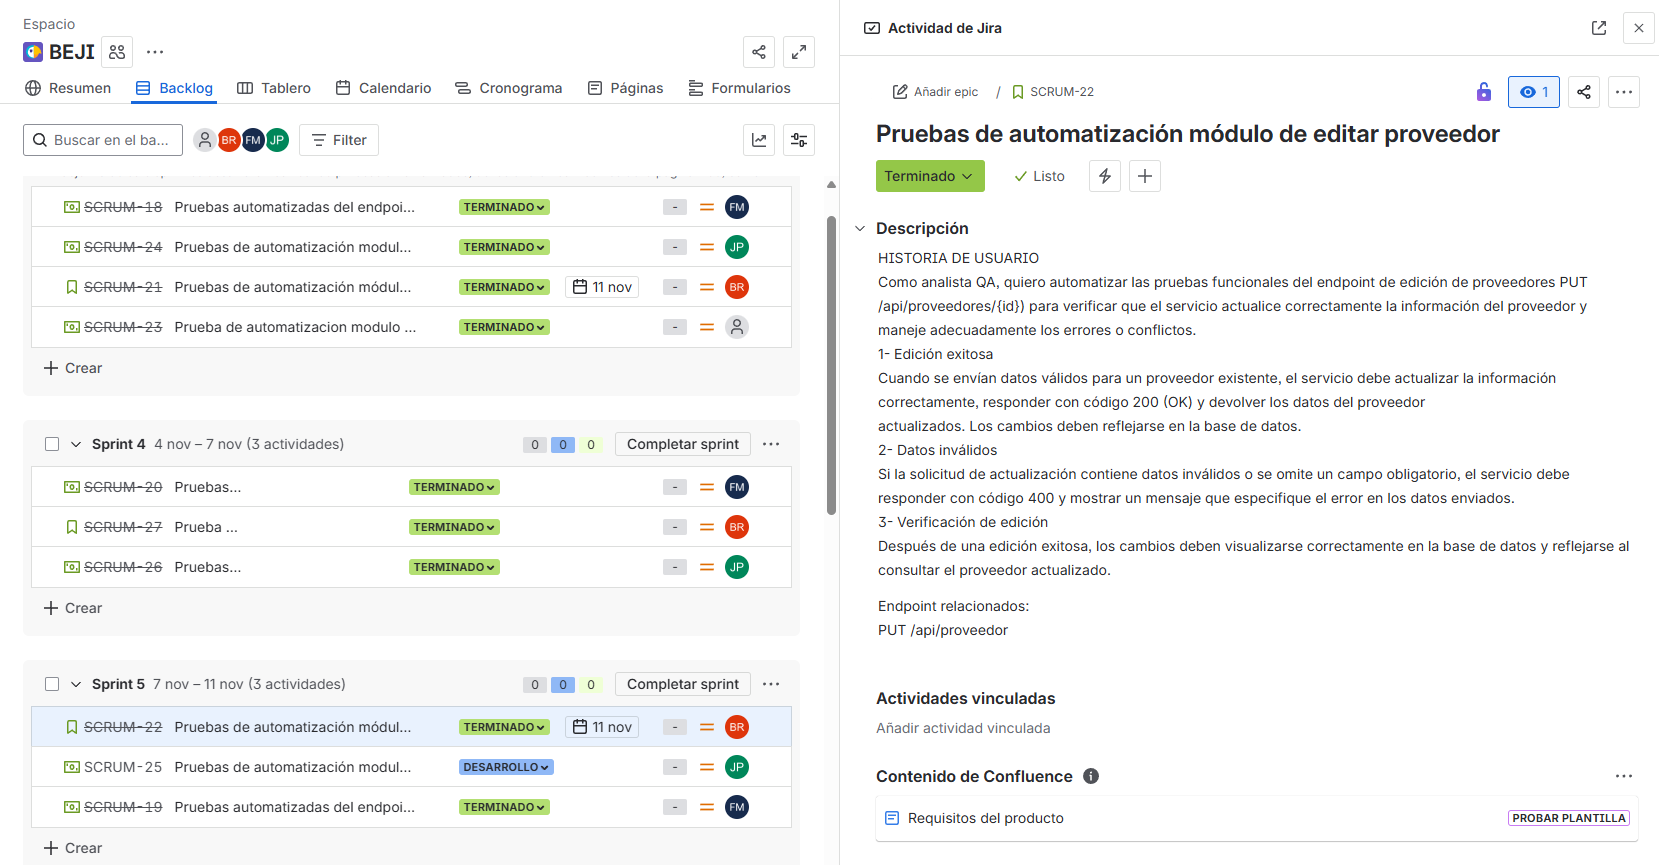 Espacio
BEJI
Resumen
Backlog
Tablero
Calendario
Cronograma
Páginas
Formularios
Buscar en el ba...
BR
FM
JP
Filter
SCRUM-18 Pruebas automatizadas del endpoi... TERMINADO - FM
SCRUM-24 Pruebas de automatización modul... TERMINADO - JP
SCRUM-21 Pruebas de automatización módul... TERMINADO 11 nov - BR
SCRUM-23 Prueba de automatizacion modulo ... TERMINADO -
Crear
Sprint 4 4 nov – 7 nov (3 actividades) 0 0 0 Completar sprint
SCRUM-20 Pruebas... TERMINADO - FM
SCRUM-27 Prueba ... TERMINADO - BR
SCRUM-26 Pruebas... TERMINADO - JP
Crear
Sprint 5 7 nov – 11 nov (3 actividades) 0 0 0 Completar sprint
SCRUM-22 Pruebas de automatización módul... TERMINADO 11 nov - BR
SCRUM-25 Pruebas de automatización modul... DESARROLLO - JP
SCRUM-19 Pruebas automatizadas del endpoi... TERMINADO - FM
Crear
Actividad de Jira
Añadir epic / SCRUM-22
1
Pruebas de automatización módulo de editar proveedor
Terminado
Listo
Descripción
HISTORIA DE USUARIO
Como analista QA, quiero automatizar las pruebas funcionales del endpoint de edición de proveedores PUT
/api/proveedores/{id}) para verificar que el servicio actualice correctamente la información del proveedor y
maneje adecuadamente los errores o conflictos.
1- Edición exitosa
Cuando se envían datos válidos para un proveedor existente, el servicio debe actualizar la información
correctamente, responder con código 200 (OK) y devolver los datos del proveedor
actualizados. Los cambios deben reflejarse en la base de datos.
2- Datos inválidos
Si la solicitud de actualización contiene datos inválidos o se omite un campo obligatorio, el servicio debe
responder con código 400 y mostrar un mensaje que especifique el error en los datos enviados.
3- Verificación de edición
Después de una edición exitosa, los cambios deben visualizarse correctamente en la base de datos y reflejarse al
consultar el proveedor actualizado.
Endpoint relacionados:
PUT /api/proveedor
Actividades vinculadas
Añadir actividad vinculada
Contenido de Confluence
Requisitos del producto
PROBAR PLANTILLA